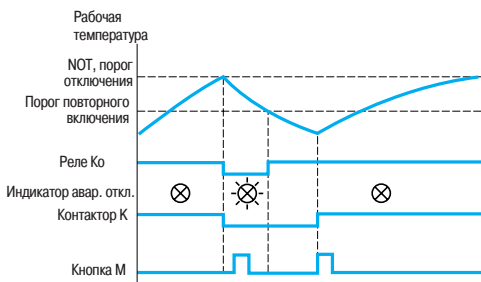 Рабочая
температура
NOT, порог
отключения
Порог повторного
включения
Реле Ко
Индикатор авар. откл.
Контактор K
Кнопка M